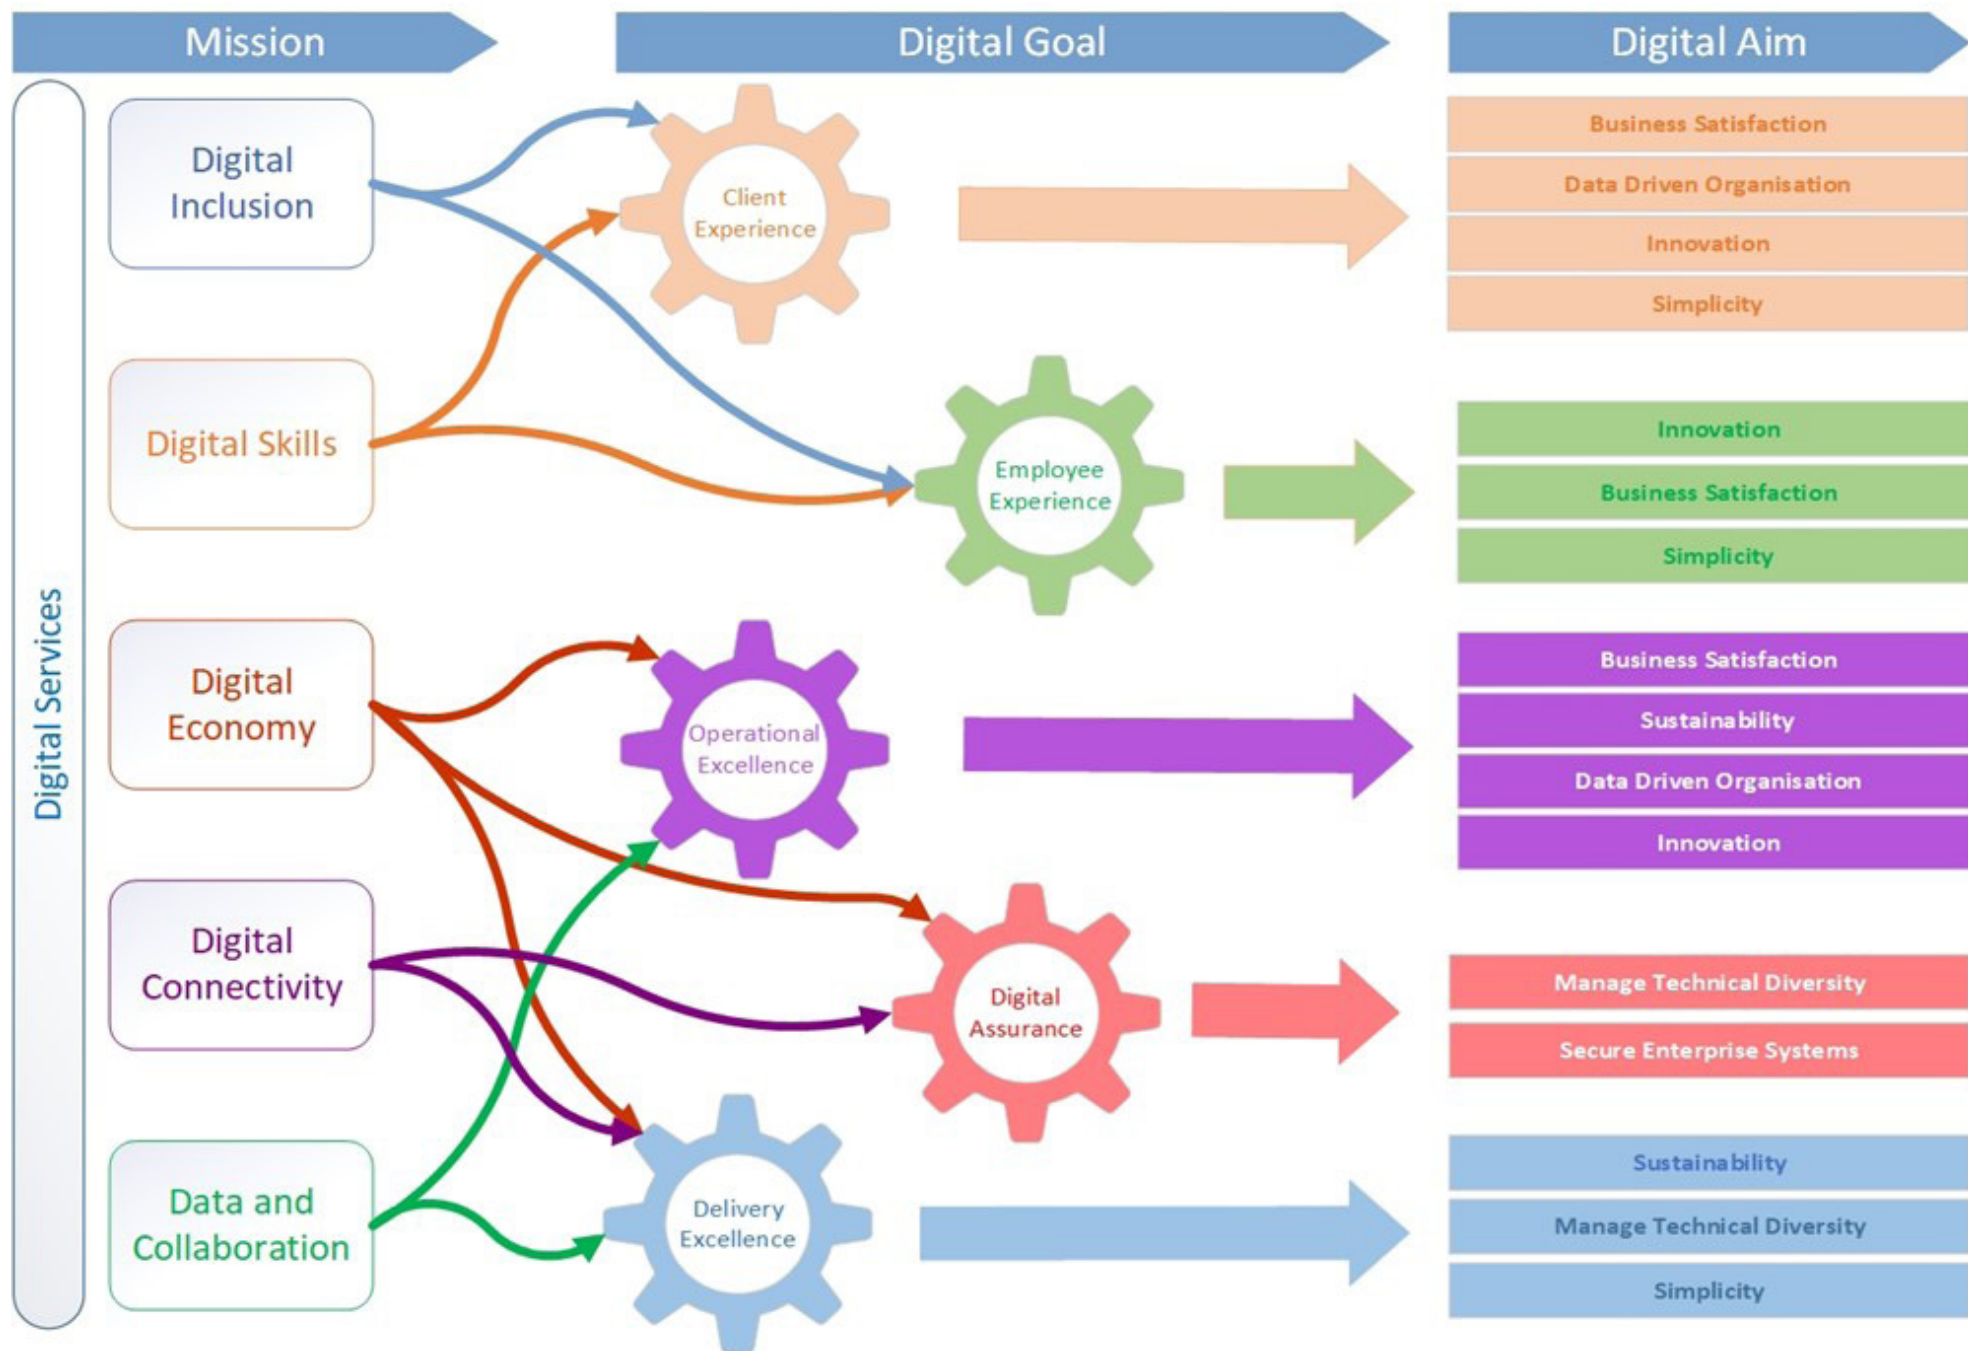 Mission
Digital Goal
Digital Aim
Digital Services
Digital
Inclusion
Digital Skills
Digital
Economy
Digital
Connectivity
Data and
Collaboration
Client
Experience
Employee
Experience
Operational
Excellence
Digital
Assurance
Delivery
Excellence
Business Satisfaction
Data Driven Organisation
Innovation
Simplicity
Innovation
Business Satisfaction
Simplicity
Business Satisfaction
Sustainability
Data Driven Organisation
Innovation
Manage Technical Diversity
Secure Enterprise Systems
Sustainability
Manage Technical Diversity
Simplicity